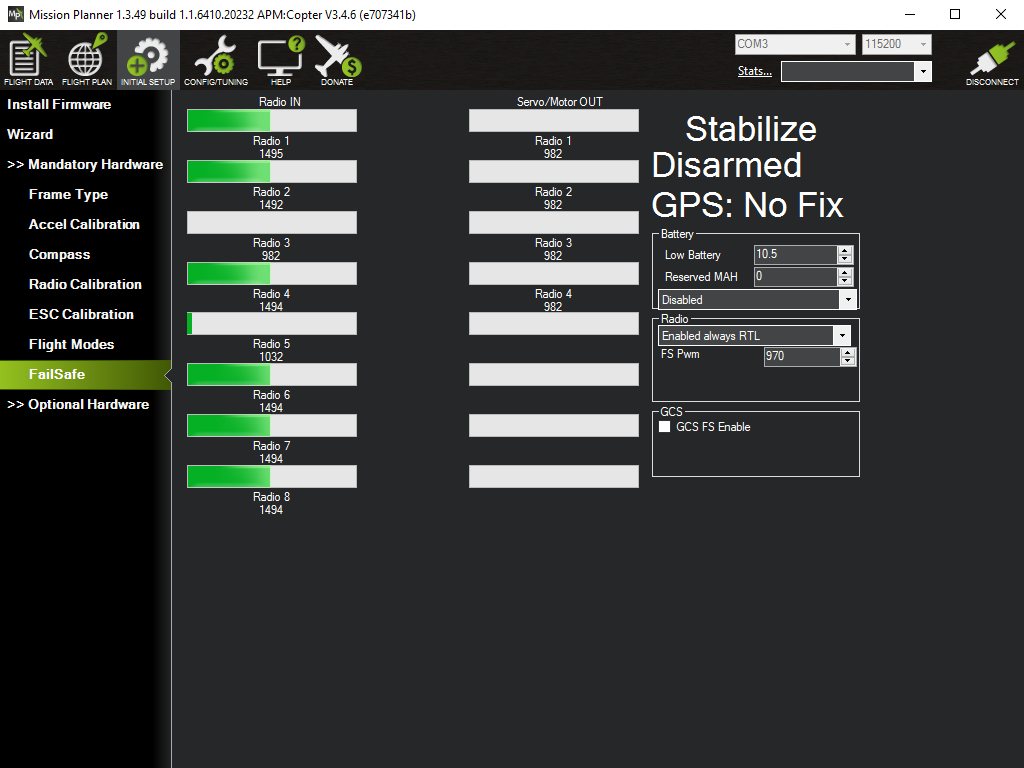 Mission Planner 1.3.49 build 1.1.6410.20232 APM:Copter V3.4.6 (e707341b)
FLIGHT DATA
FLIGHT PLAN
INITIAL SETUP
CONFIG/TUNING
HELP
DONATE
COM3
115200
Stats...
DISCONNECT
Install Firmware
Wizard
>> Mandatory Hardware
Frame Type
Accel Calibration
Compass
Radio Calibration
ESC Calibration
Flight Modes
FailSafe
>> Optional Hardware
Radio IN
Radio 1
1495
Radio 2
1492
Radio 3
982
Radio 4
1494
Radio 5
1032
Radio 6
1494
Radio 7
1494
Radio 8
1494
Servo/Motor OUT
Radio 1
982
Radio 2
982
Radio 3
982
Radio 4
982
Stabilize
Disarmed
GPS: No Fix
Battery
Low Battery 10.5
Reserved MAH 0
Disabled
Radio
Enabled always RTL
FS Pwm 970
GCS
GCS FS Enable